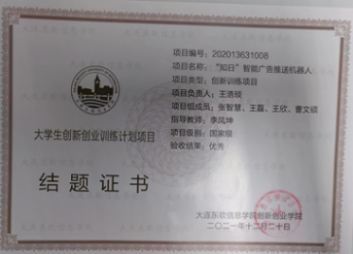 项目编号: 202013631008
项目名称: “知日”智能广告推送机器人
项目类型: 创新训练项目
项目负责人: 王浩硕
项目组成员: 张智慧、王磊、王欣、曹文硕
指导教师: 李凤坤
项目级别: 国家级
验收结果: 优秀
大学生创新创业训练计划项目
结题证书
大连东软信息学院创新创业学院
二〇二一年十二月二十日